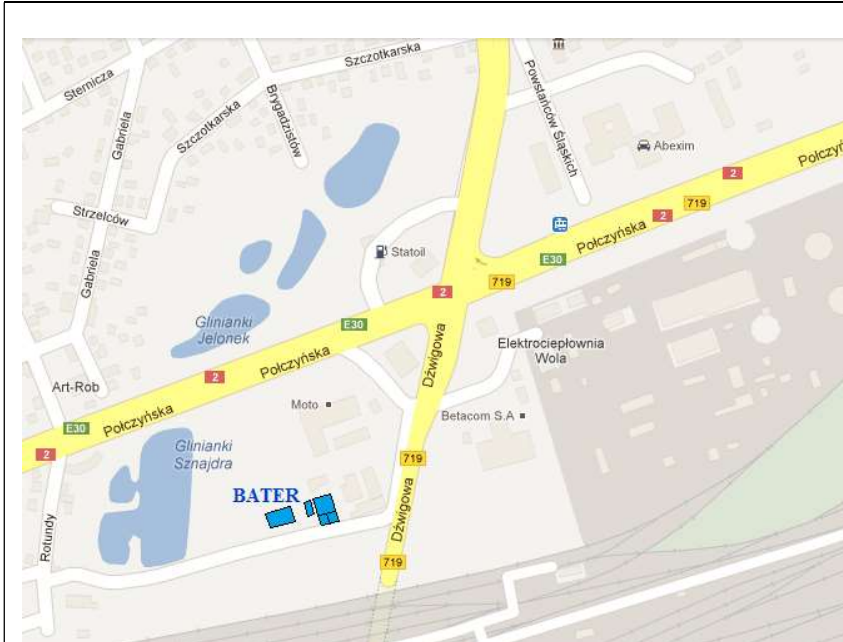 Szczotkarska
Sternicza
Gabriela
Brygadzistów
Szczotkarska
Powstańców Śląskich
Abexim
Połczyń
2
2
719
Strzelców
Połczyńska
E30
Statoil
719
2
Gabriela
Glinianki
Jelonek
E30
Elektrociepłownia
Wola
Dźwigowa
Połczyńska
2
Art-Rob
Moto
Betacom S.A
Połczyńska
E30
2
Glinianki
Sznajdra
719
BATER
Dźwigowa
Rotundy
719